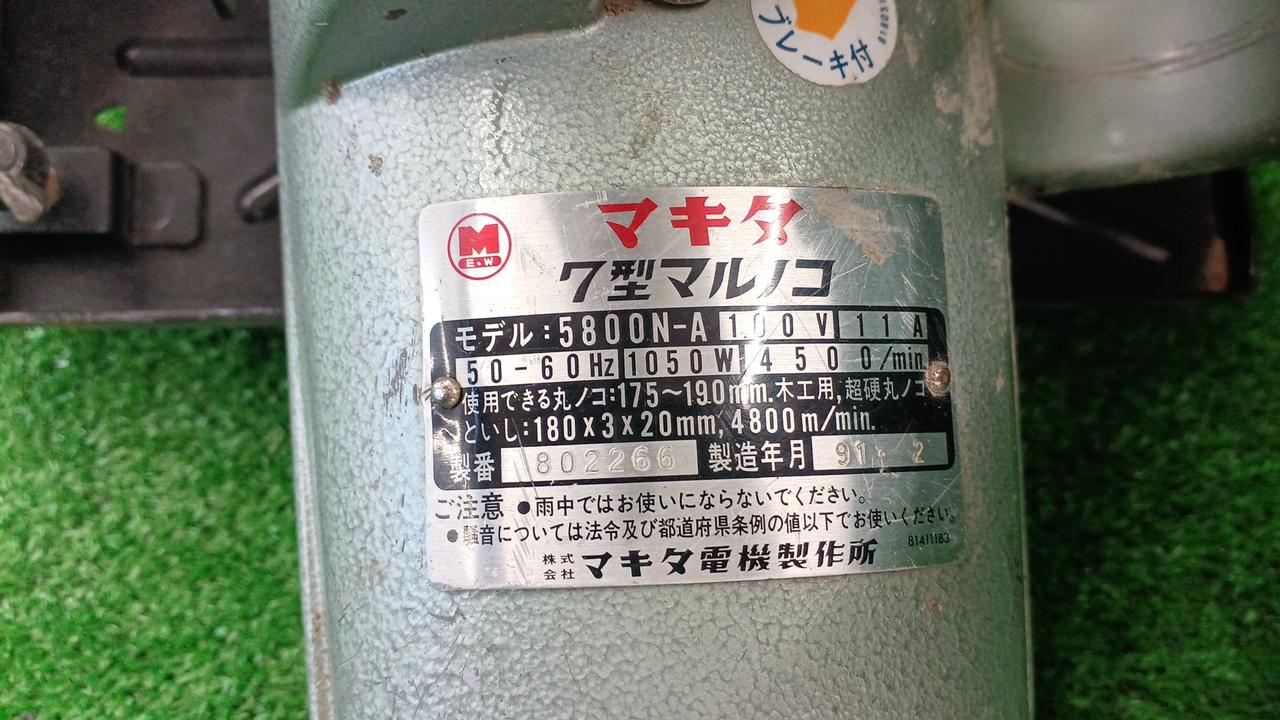 ブレーキ付
M
E.W
マキタ
7型マルノコ
モデル:5800N-A 100V 11A
50-60Hz 1050W 4500/min.
使用できる丸ノコ:175～190mm.木工用,超硬丸ノコ
といし:180x3x20mm, 4800m/min.
製番 802266 製造年月 91 2
ご注意 ●雨中ではお使いにならないでください。
●騒音については法令及び都道府県条例の値以下でお使いください。
814111B3
株式会社 マキタ電機製作所